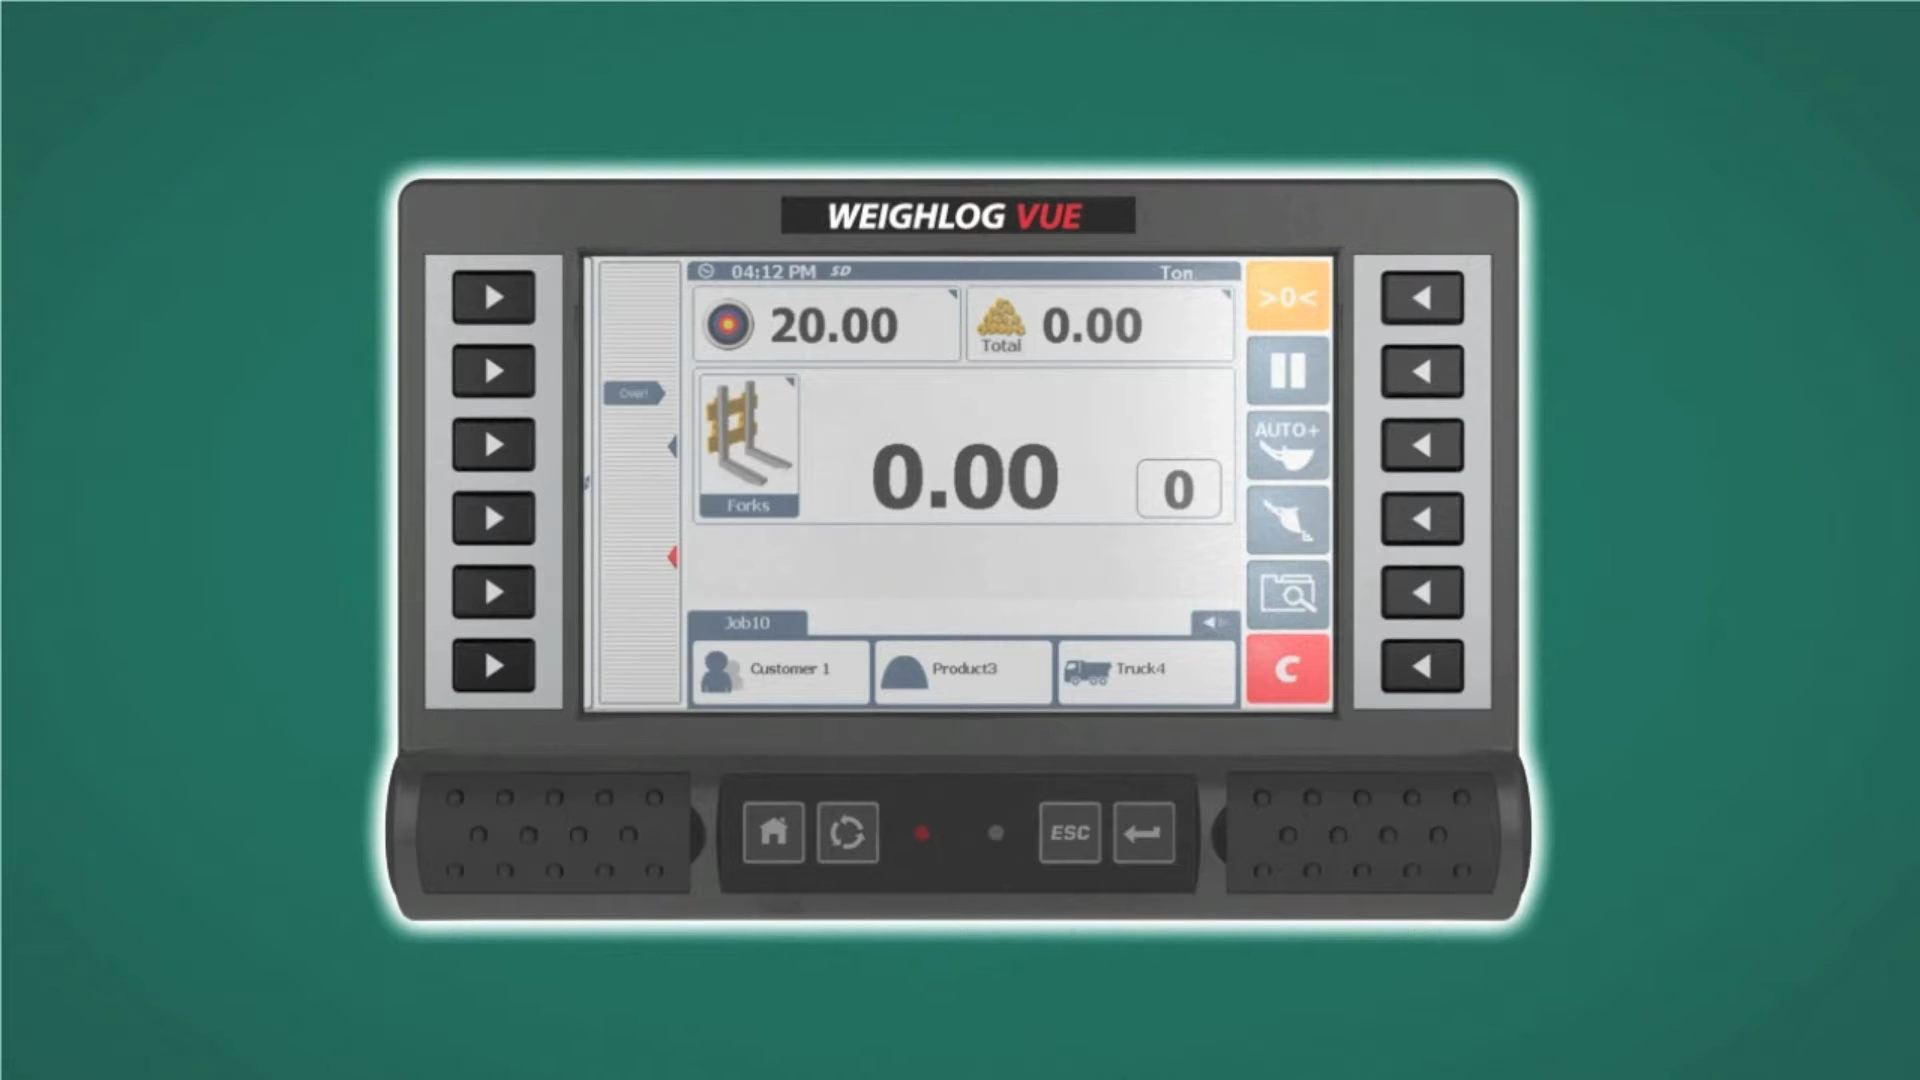 WEIGHLOG VUE
04:12 PM SD Ton
20.00
0.00
Total
>0<
Over!
AUTO+
Forks
0.00
0
Job10
Customer 1
Product3
Truck4
C
ESC